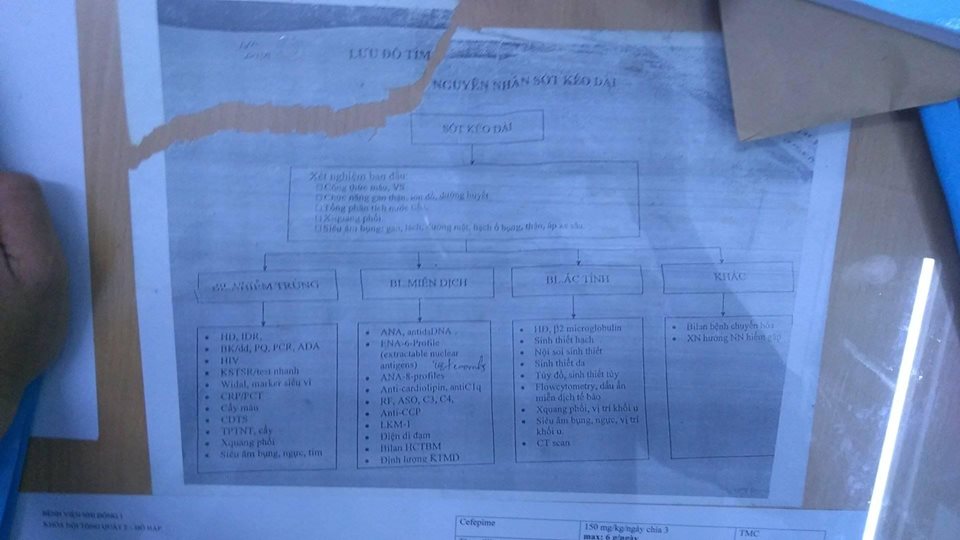 LƯU ĐỒ TÌM
NGUYÊN NHÂN SỐT KÉO DÀI
SỐT KÉO DÀI
Xét nghiệm ban đầu:
Công thức máu, VS
Chức năng gan thận, ion đồ, đường huyết
Tổng phân tích nước tiểu
Xquang phổi
Siêu âm bụng: gan, lách, đường mật, hạch ổ bụng, thận, áp xe sâu.
BL NHIỄM TRÙNG
BL MIỄN DỊCH
BL ÁC TÍNH
KHÁC
• HD, IDR,
• BK/dd, PQ, PCR, ADA
• HIV
• KSTSR/test nhanh
• Widal, marker siêu vi
• CRP/PCT
• Cấy máu
• CDTS
• TPTNT, cấy
• Xquang phổi
• Siêu âm bụng, ngực, tim
• ANA, antidsDNA,
• ENA-6-Profile
(extractable nuclear
antigens)
• ANA-8-profiles
• Anti-cardiolipin, antiC1q
• RF, ASO, C3, C4,
• Anti-CCP
• LKM-1
• Điện di đạm
• Bilan HCTBM
• Định lượng KTMD
• HD, β2 microglobulin
• Sinh thiết hạch
• Nội soi sinh thiết
• Sinh thiết da
• Tủy đồ, sinh thiết tủy
• Flowcytometry, dấu ấn
miễn dịch tế bào
• Xquang phổi, vị trí khối u
• Siêu âm bụng, ngực, vị trí
khối u.
• CT scan
• Bilan bệnh chuyển hóa
• XN hướng NN hiếm gặp
BỆNH VIỆN NHI ĐỒNG 1
KHOA NỘI TỔNG QUÁT 2 - HÔ HẤP
Cefepime
150 mg/kg/ngày chia 3
max: 6 g/ngày
TMC